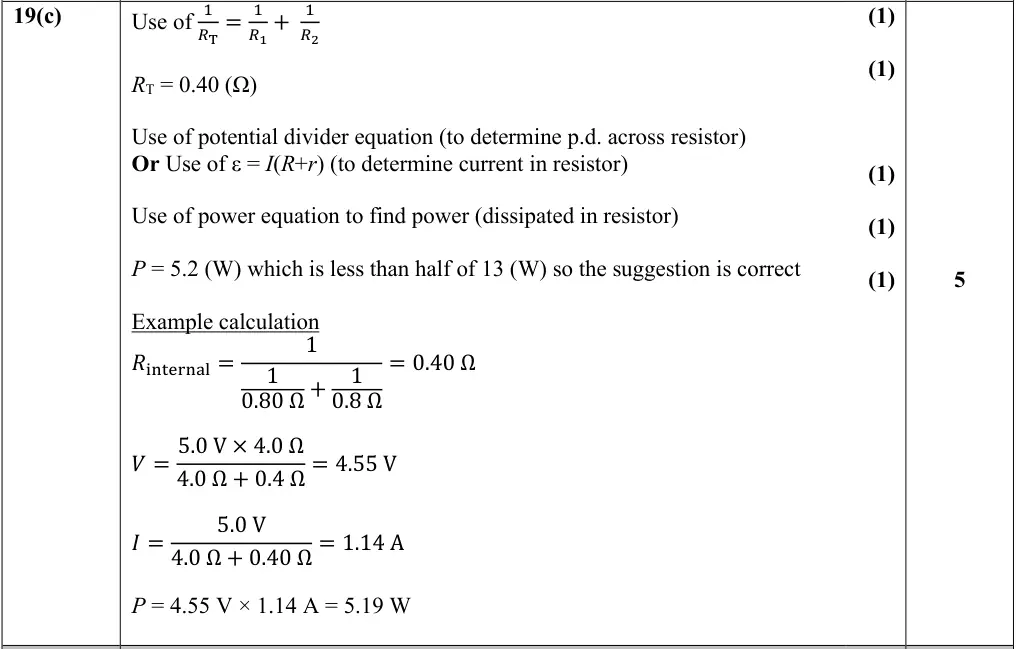 19(c)
Use of 1/R_T = 1/R_1 + 1/R_2 (1)
R_T = 0.40 (Ω) (1)
Use of potential divider equation (to determine p.d. across resistor)
Or Use of ε = I(R+r) (to determine current in resistor) (1)
Use of power equation to find power (dissipated in resistor) (1)
P = 5.2 (W) which is less than half of 13 (W) so the suggestion is correct (1) 5
Example calculation
R_internal = 1/(1/0.80 Ω + 1/0.8 Ω) = 0.40 Ω
V = (5.0 V × 4.0 Ω)/(4.0 Ω + 0.4 Ω) = 4.55 V
I = 5.0 V/(4.0 Ω + 0.40 Ω) = 1.14 A
P = 4.55 V × 1.14 A = 5.19 W